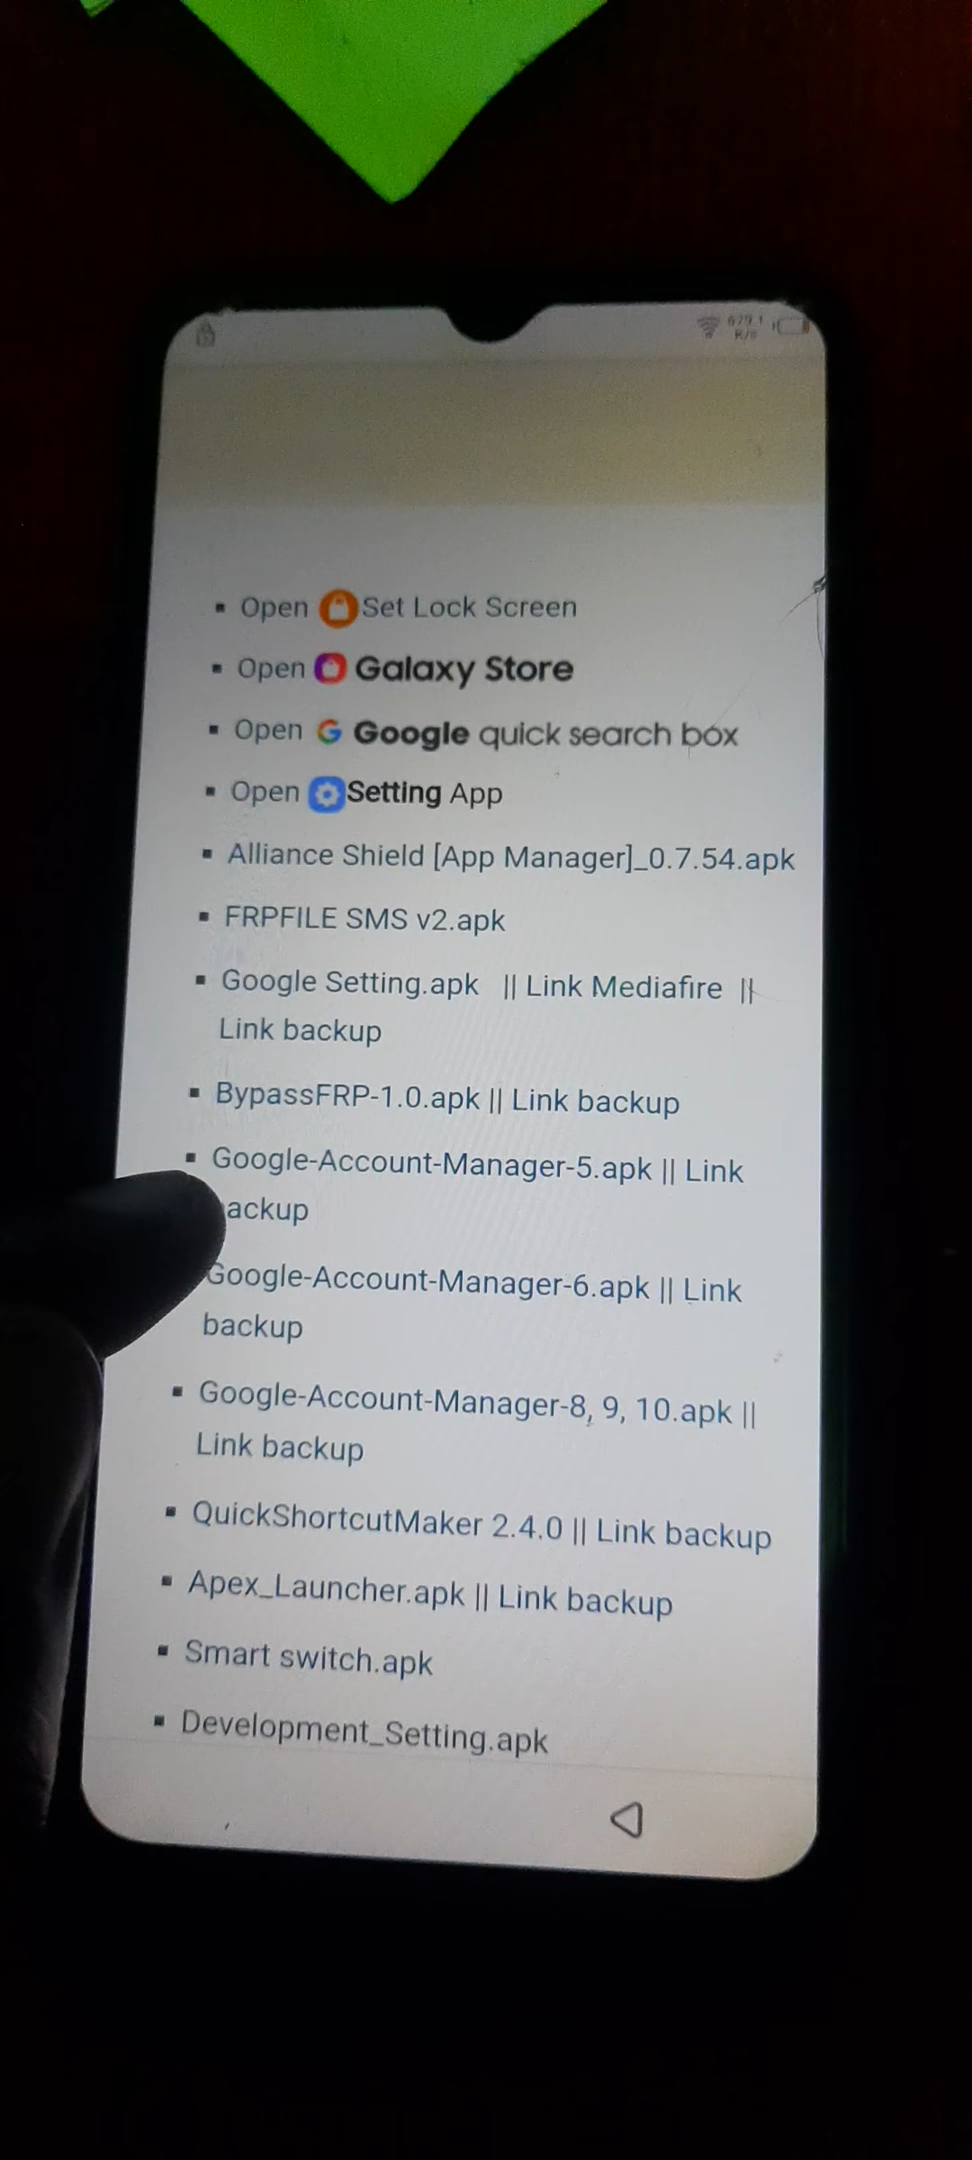 679.1
K/s
Open Set Lock Screen
Open Galaxy Store
Open G Google quick search box
Open Setting App
Alliance Shield [App Manager]_0.7.54.apk
FRPFILE SMS v2.apk
Google Setting.apk || Link Mediafire ||
Link backup
BypassFRP-1.0.apk || Link backup
Google-Account-Manager-5.apk || Link
ackup
Google-Account-Manager-6.apk || Link
backup
Google-Account-Manager-8, 9, 10.apk ||
Link backup
QuickShortcutMaker 2.4.0 || Link backup
Apex_Launcher.apk || Link backup
Smart switch.apk
Development_Setting.apk